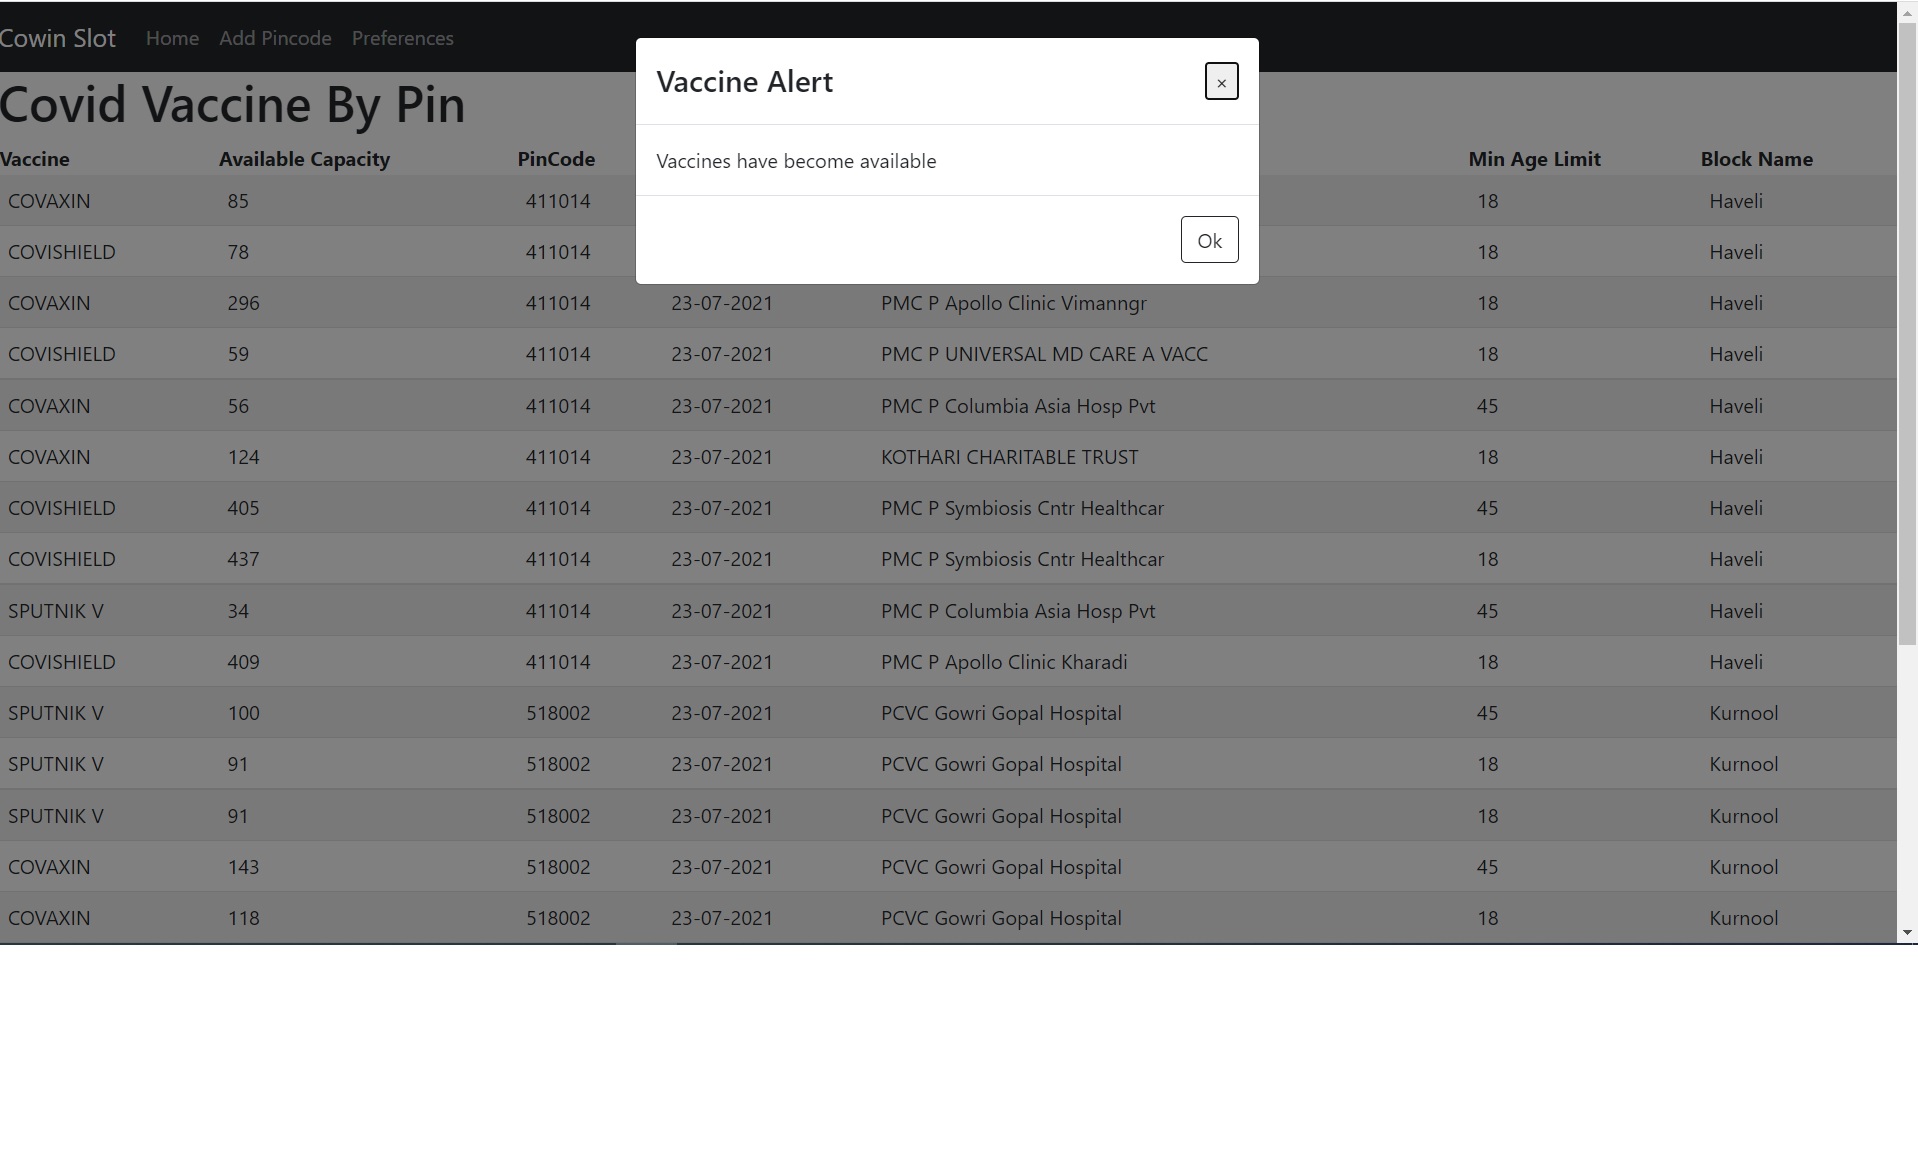 Cowin Slot Home Add Pincode Preferences
Vaccine Alert ×
Covid Vaccine By Pin
Vaccines have become available
Vaccine Available Capacity PinCode Min Age Limit Block Name
COVAXIN 85 411014 18 Haveli
Ok
COVISHIELD 78 411014 18 Haveli
COVAXIN 296 411014 23-07-2021 PMC P Apollo Clinic Vimanngr 18 Haveli
COVISHIELD 59 411014 23-07-2021 PMC P UNIVERSAL MD CARE A VACC 18 Haveli
COVAXIN 56 411014 23-07-2021 PMC P Columbia Asia Hosp Pvt 45 Haveli
COVAXIN 124 411014 23-07-2021 KOTHARI CHARITABLE TRUST 18 Haveli
COVISHIELD 405 411014 23-07-2021 PMC P Symbiosis Cntr Healthcar 45 Haveli
COVISHIELD 437 411014 23-07-2021 PMC P Symbiosis Cntr Healthcar 18 Haveli
SPUTNIK V 34 411014 23-07-2021 PMC P Columbia Asia Hosp Pvt 45 Haveli
COVISHIELD 409 411014 23-07-2021 PMC P Apollo Clinic Kharadi 18 Haveli
SPUTNIK V 100 518002 23-07-2021 PCVC Gowri Gopal Hospital 45 Kurnool
SPUTNIK V 91 518002 23-07-2021 PCVC Gowri Gopal Hospital 18 Kurnool
SPUTNIK V 91 518002 23-07-2021 PCVC Gowri Gopal Hospital 18 Kurnool
COVAXIN 143 518002 23-07-2021 PCVC Gowri Gopal Hospital 45 Kurnool
COVAXIN 118 518002 23-07-2021 PCVC Gowri Gopal Hospital 18 Kurnool